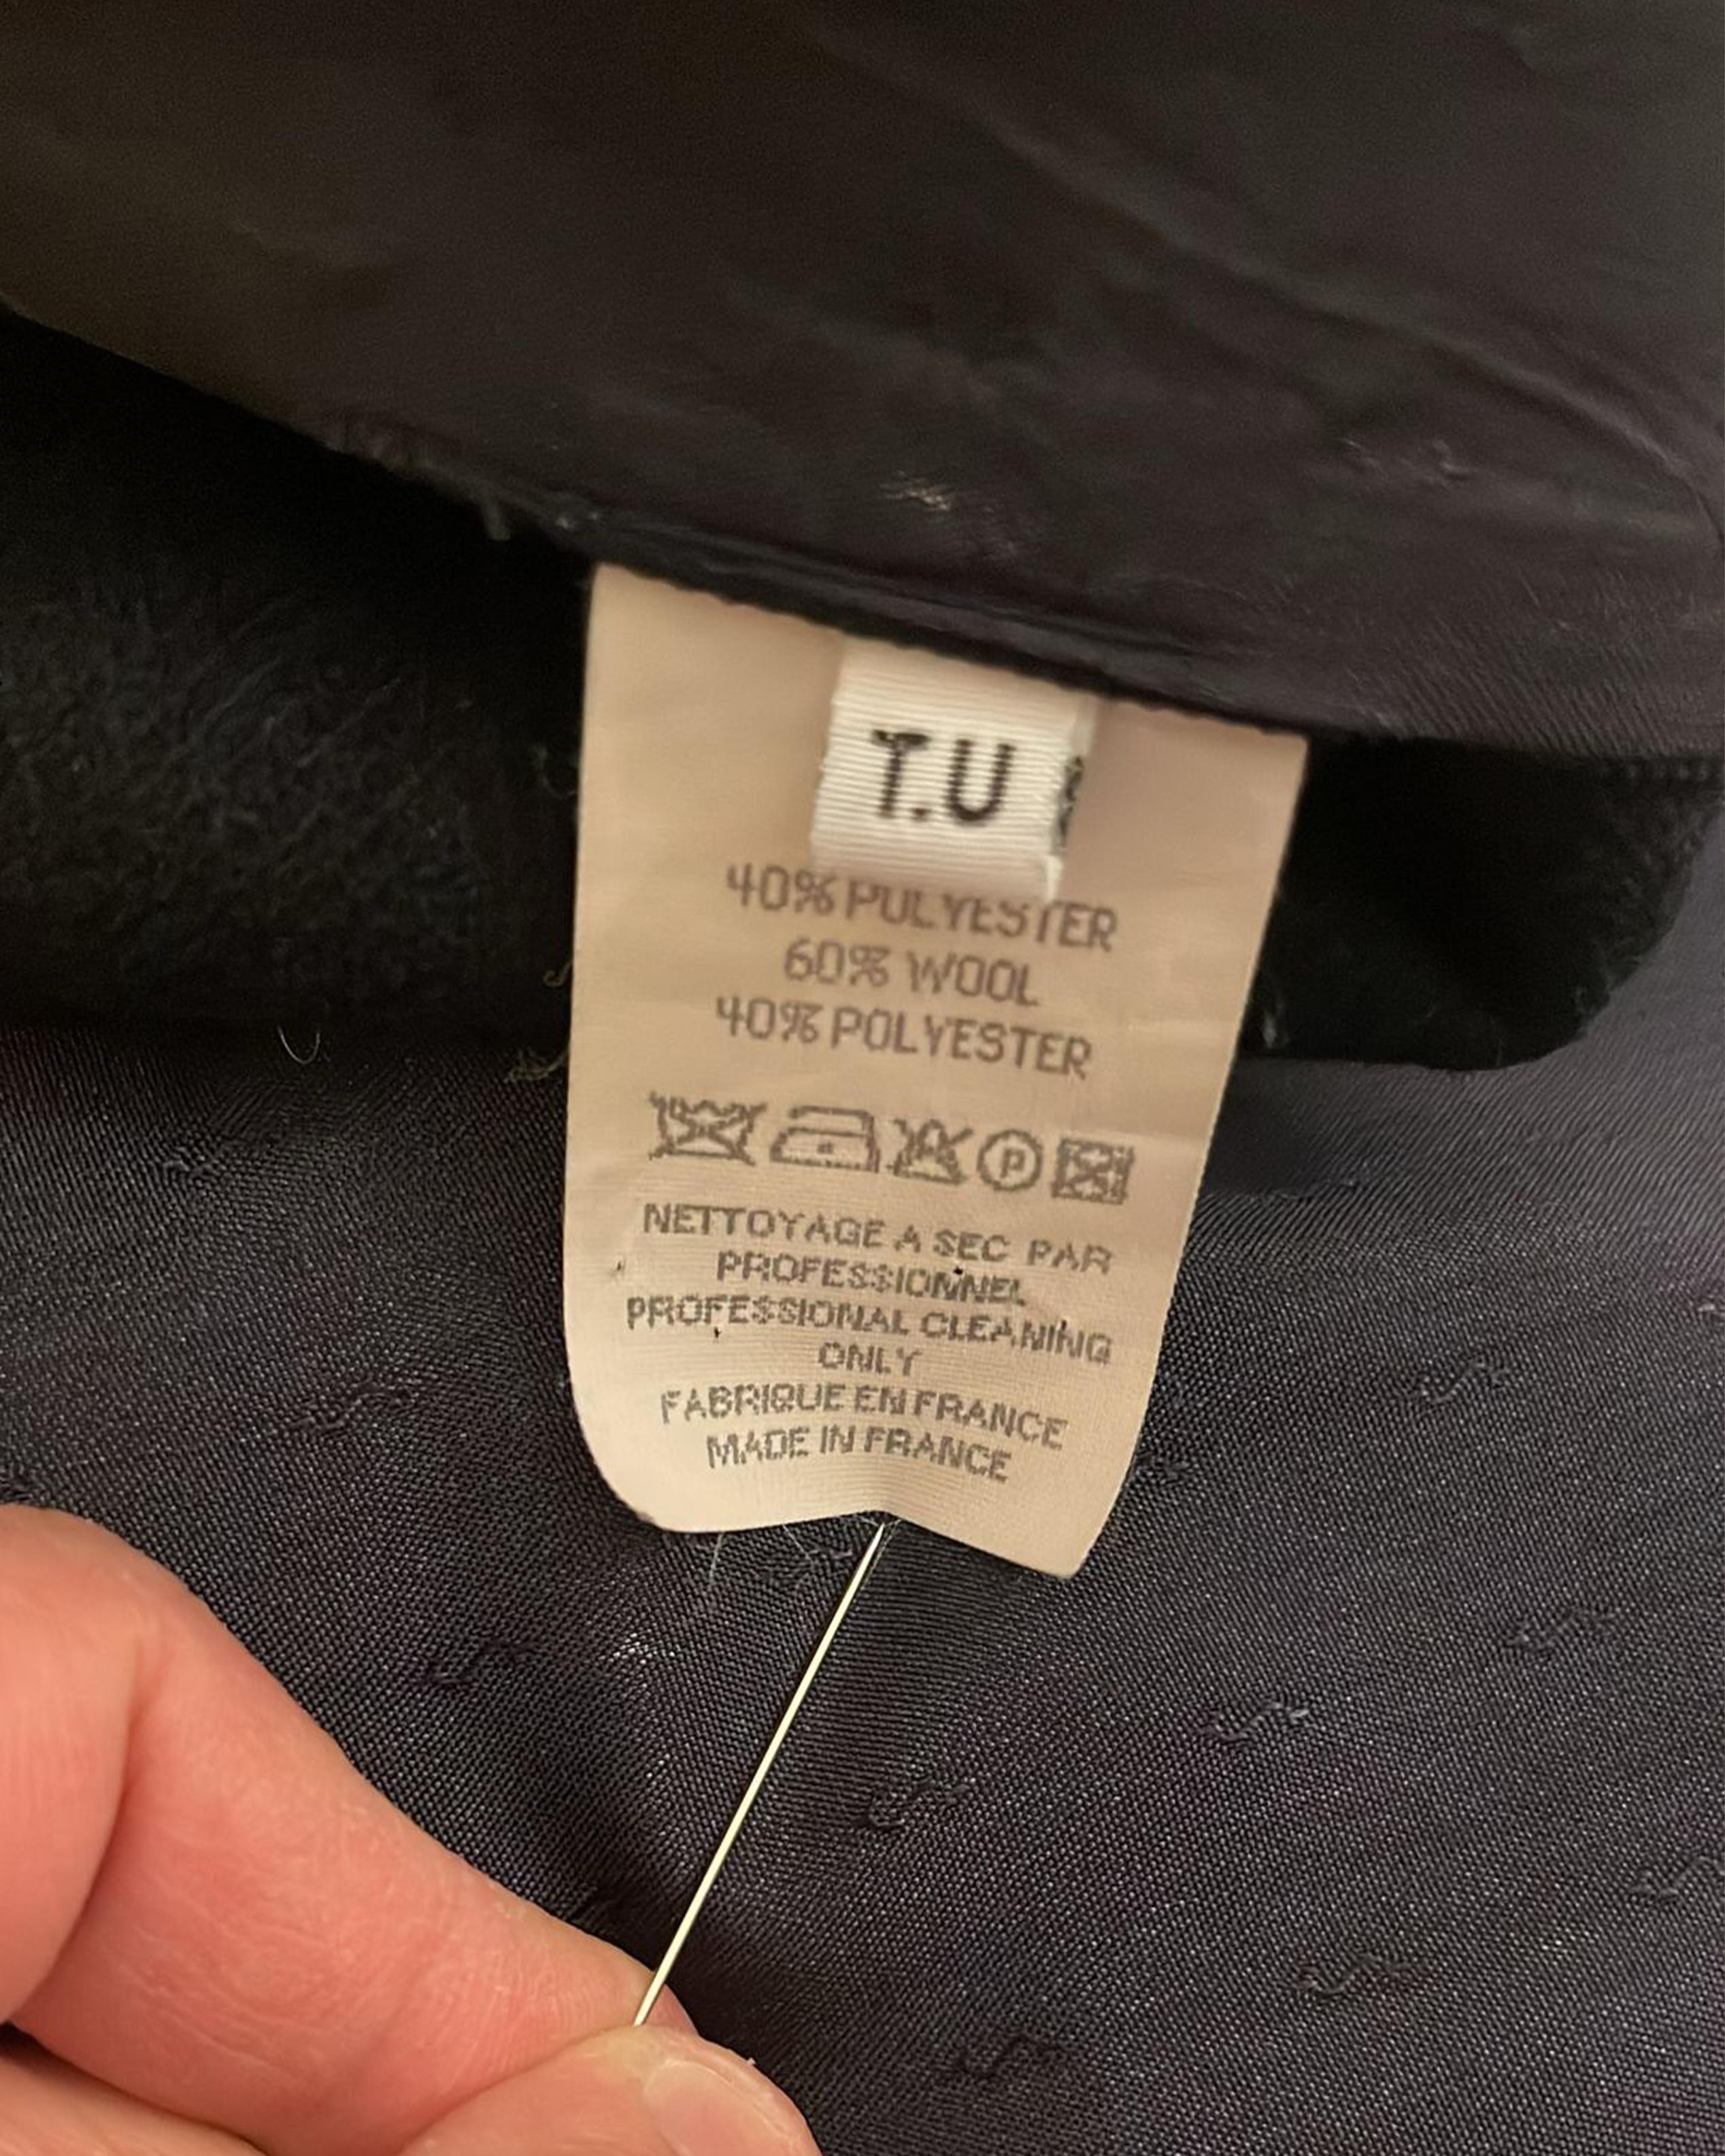 T.U
40% POLYESTER
60% WOOL
40% POLYESTER
P
NETTOYAGE A SEC PAR
PROFESSIONNEL
PROFESSIONAL CLEANING
ONLY
FABRIQUE EN FRANCE
MADE IN FRANCE